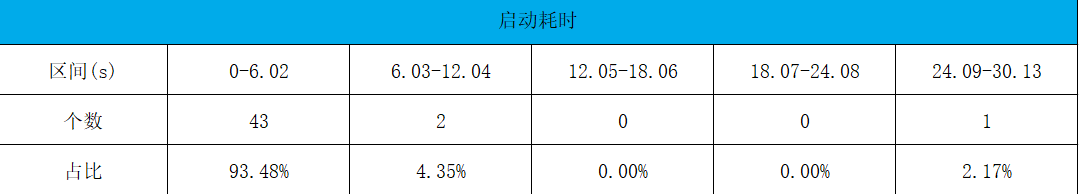 启动耗时
区间(s) 0-6.02 6.03-12.04 12.05-18.06 18.07-24.08 24.09-30.13
个数 43 2 0 0 1
占比 93.48% 4.35% 0.00% 0.00% 2.17%